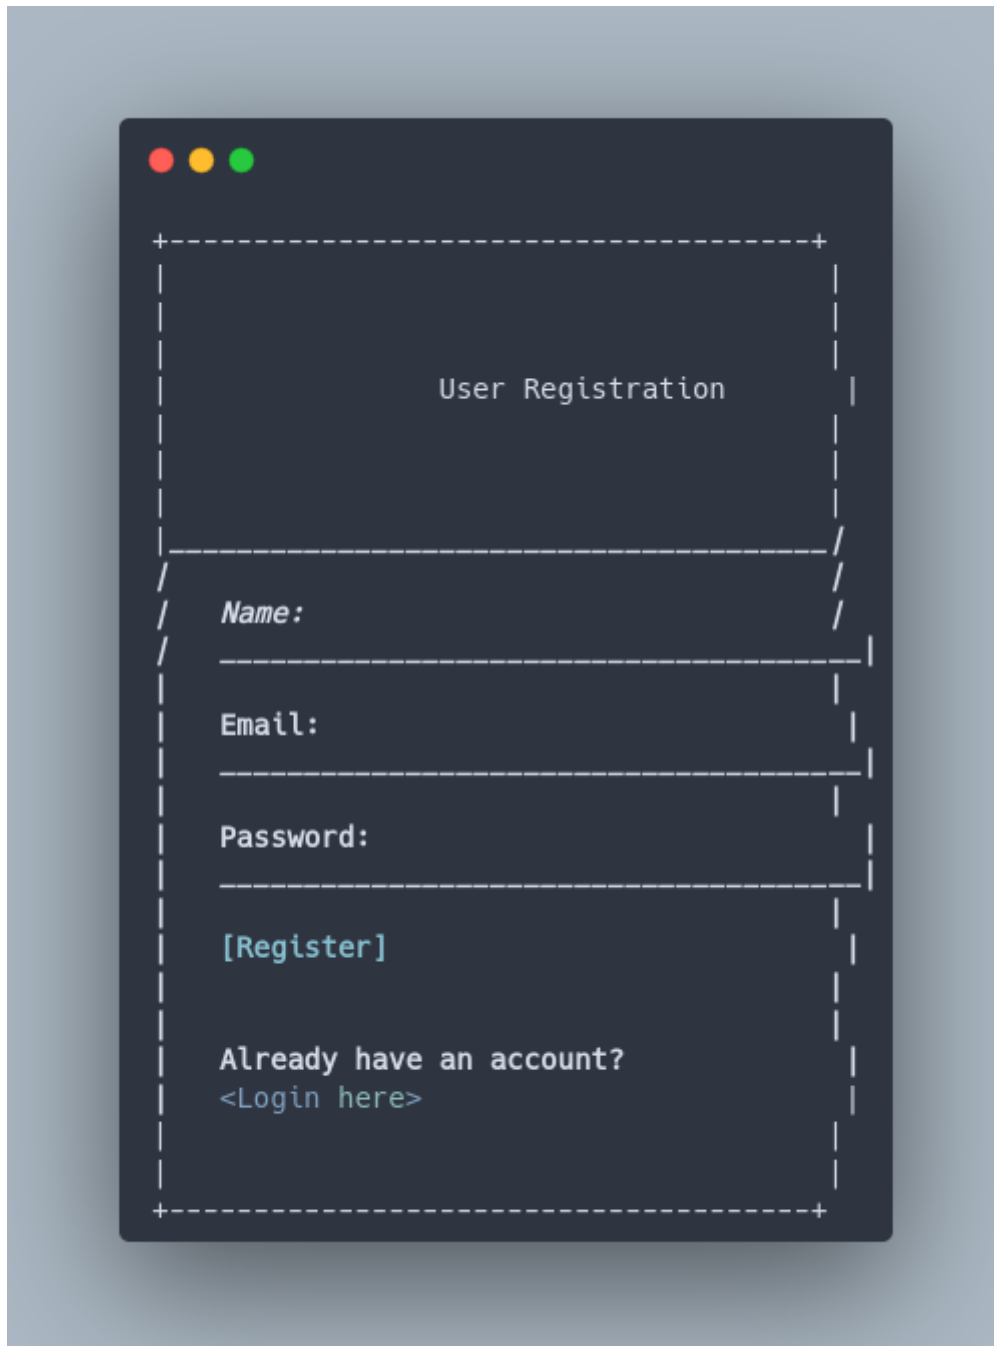 User Registration
Name:
Email:
Password:
[Register]
Already have an account?
<Login here>